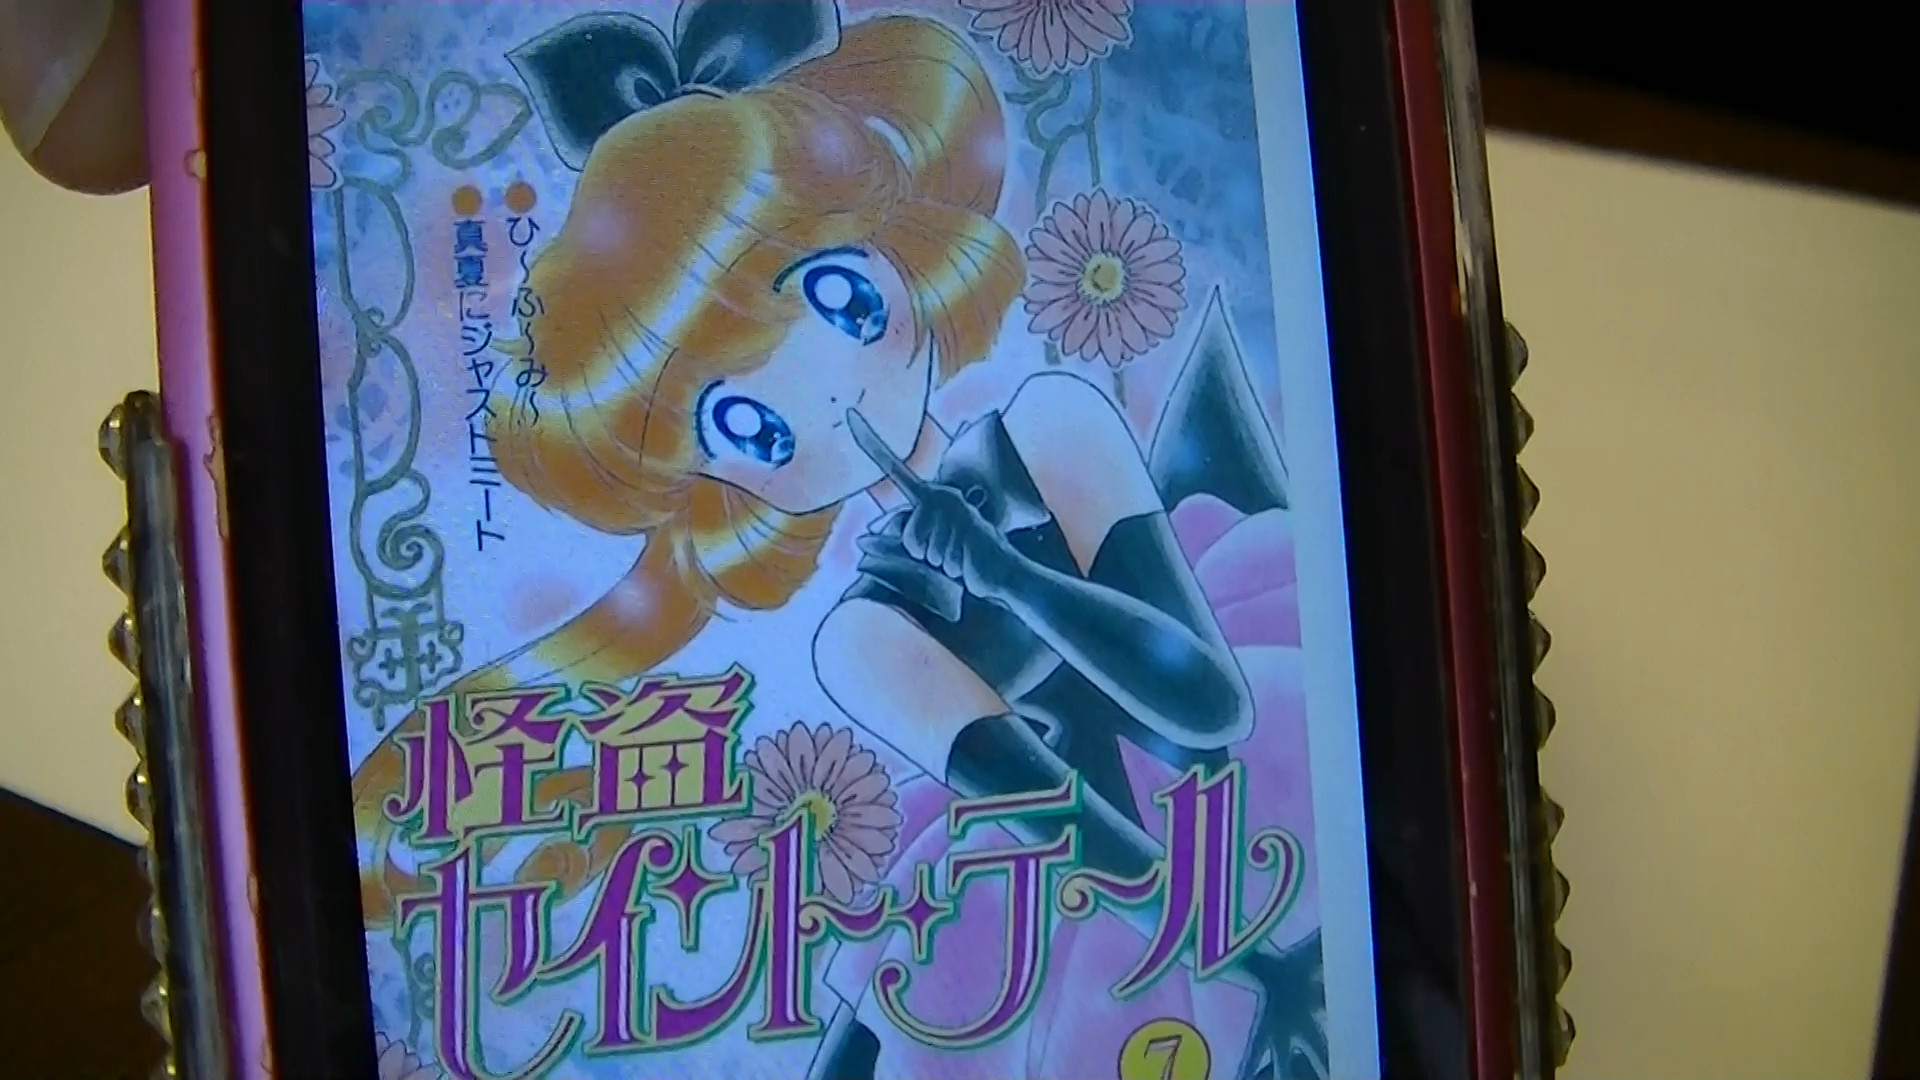 ●ひ～ふ～み～
●真夏にジャストミート
怪盗
セイント・テール
7